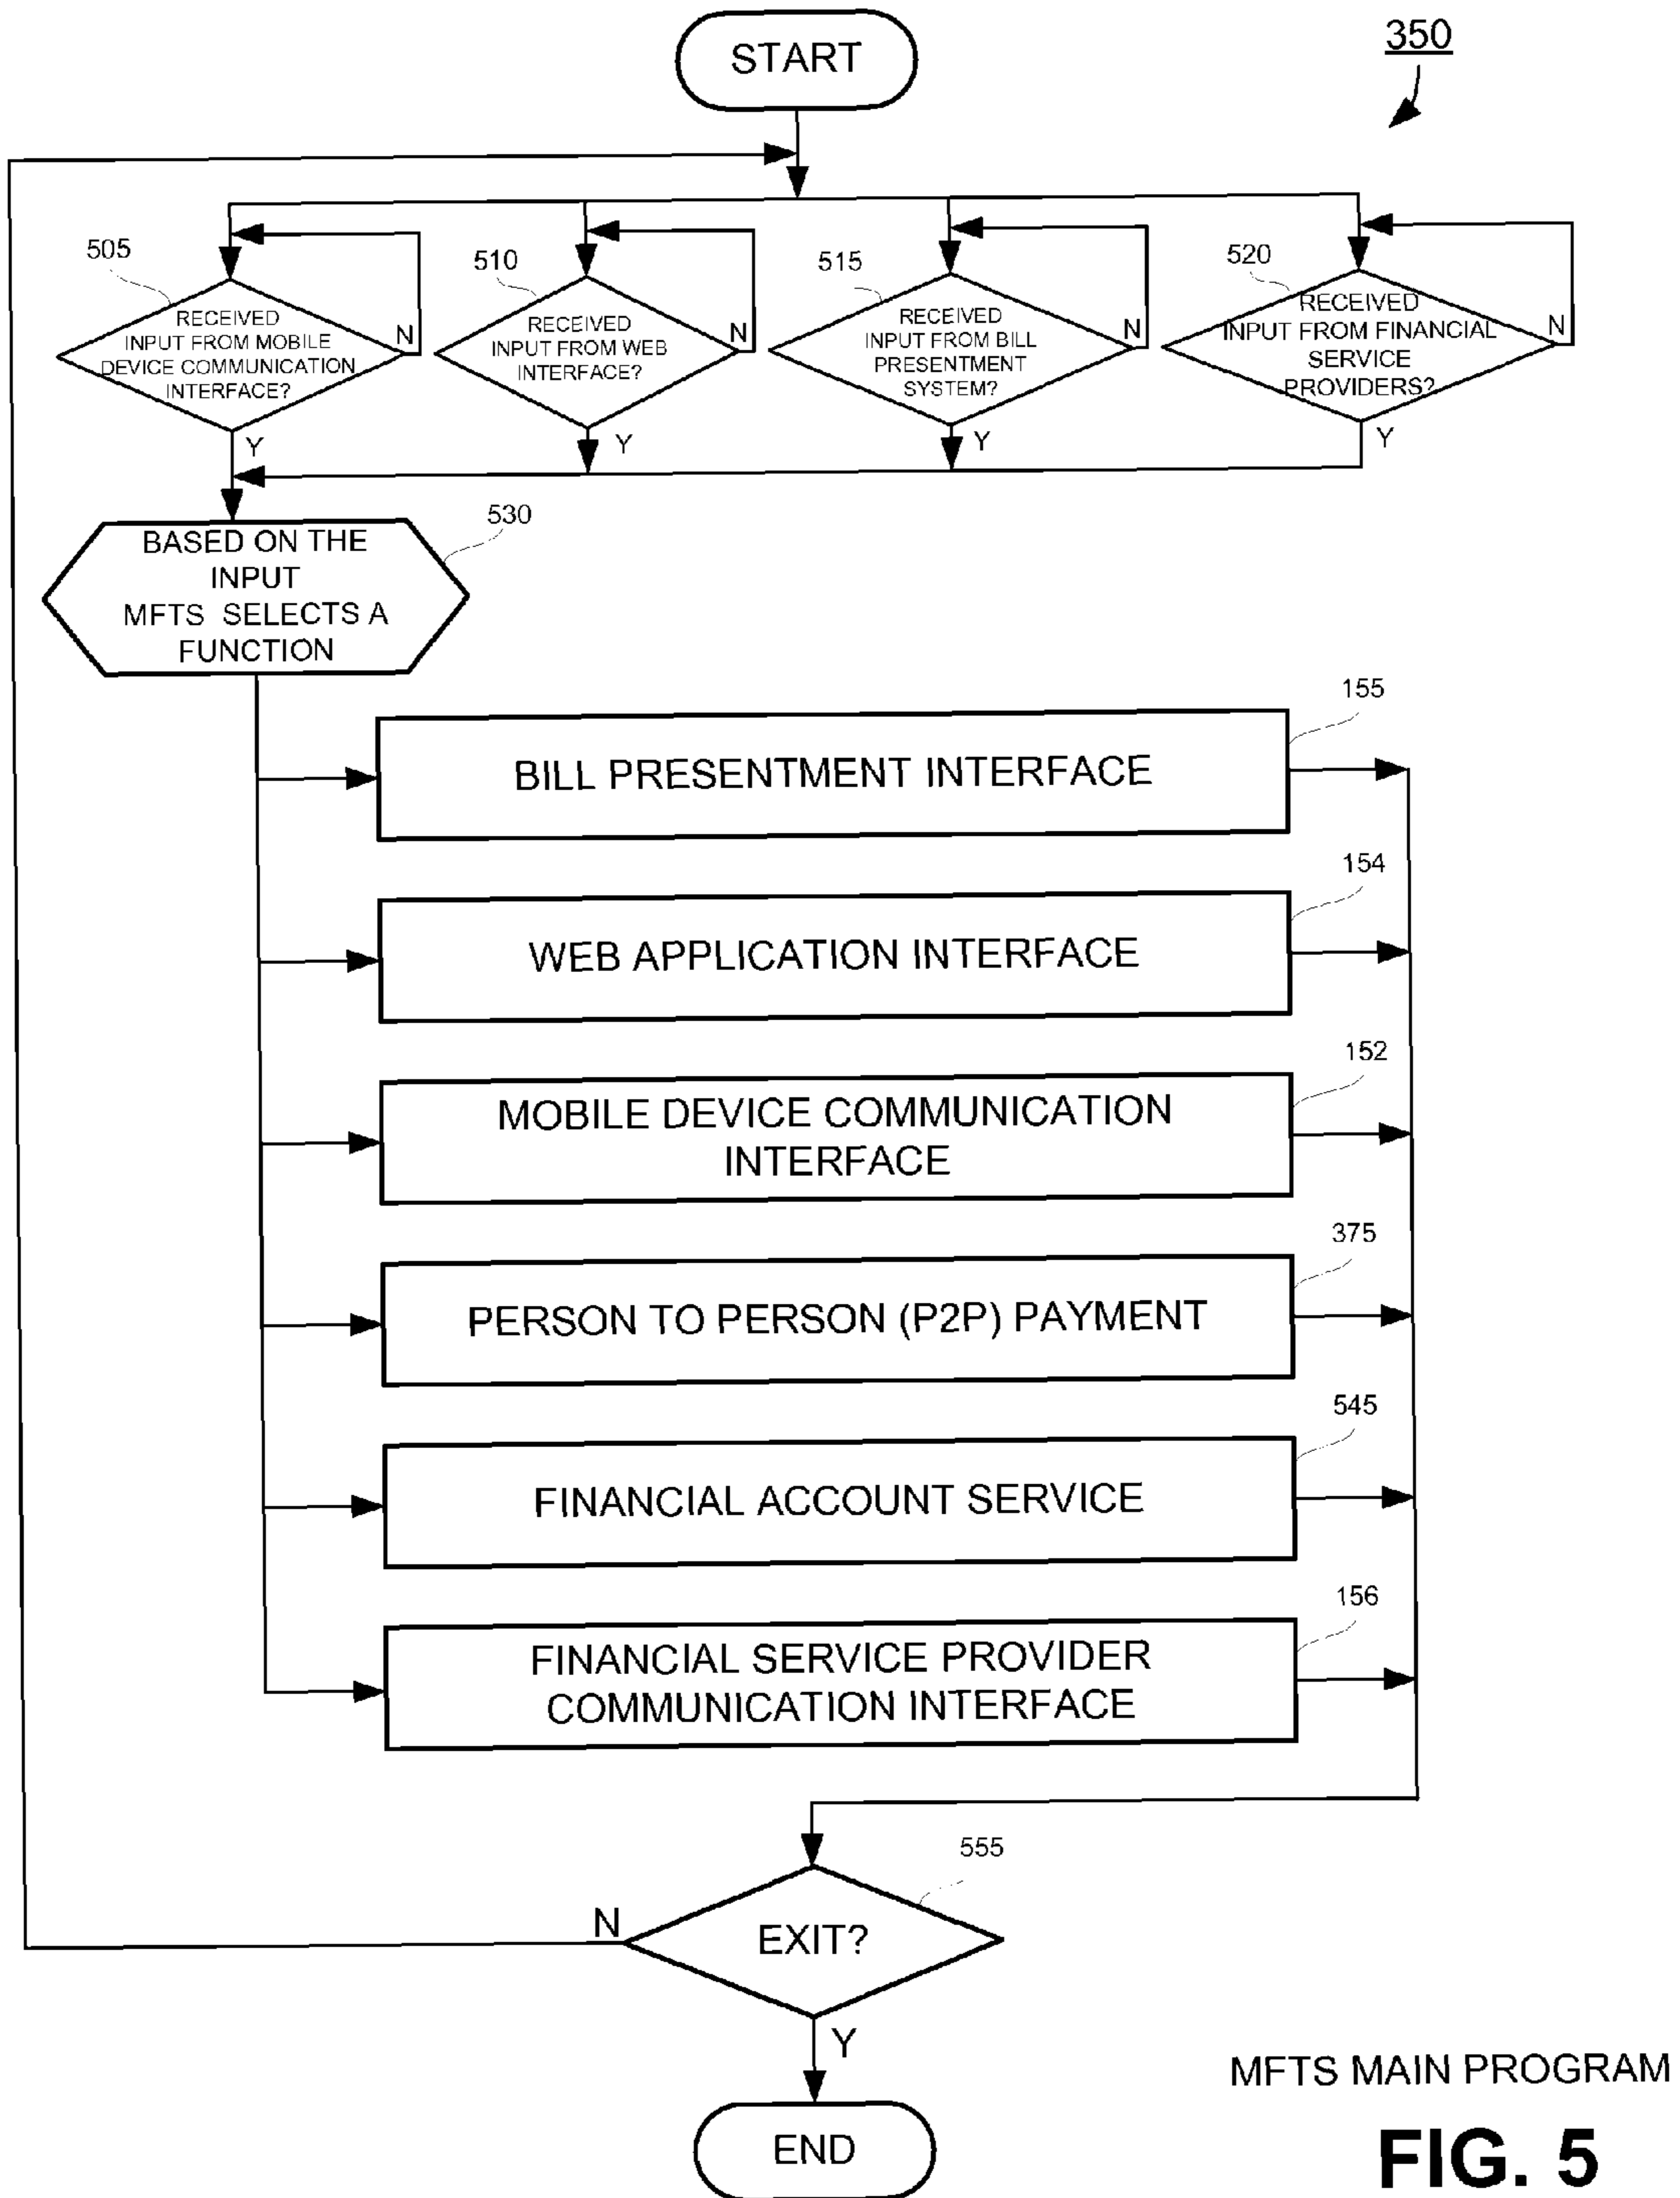 START
350
505
RECEIVED
INPUT FROM MOBILE
DEVICE COMMUNICATION
INTERFACE?
N
Y
510
RECEIVED
INPUT FROM WEB
INTERFACE?
N
Y
515
RECEIVED
INPUT FROM BILL
PRESENTMENT
SYSTEM?
N
Y
520
RECEIVED
INPUT FROM FINANCIAL
SERVICE
PROVIDERS?
N
Y
530
BASED ON THE
INPUT
MFTS SELECTS A
FUNCTION
155
BILL PRESENTMENT INTERFACE
154
WEB APPLICATION INTERFACE
152
MOBILE DEVICE COMMUNICATION
INTERFACE
375
PERSON TO PERSON (P2P) PAYMENT
545
FINANCIAL ACCOUNT SERVICE
156
FINANCIAL SERVICE PROVIDER
COMMUNICATION INTERFACE
555
EXIT?
N
Y
END
MFTS MAIN PROGRAM
FIG. 5